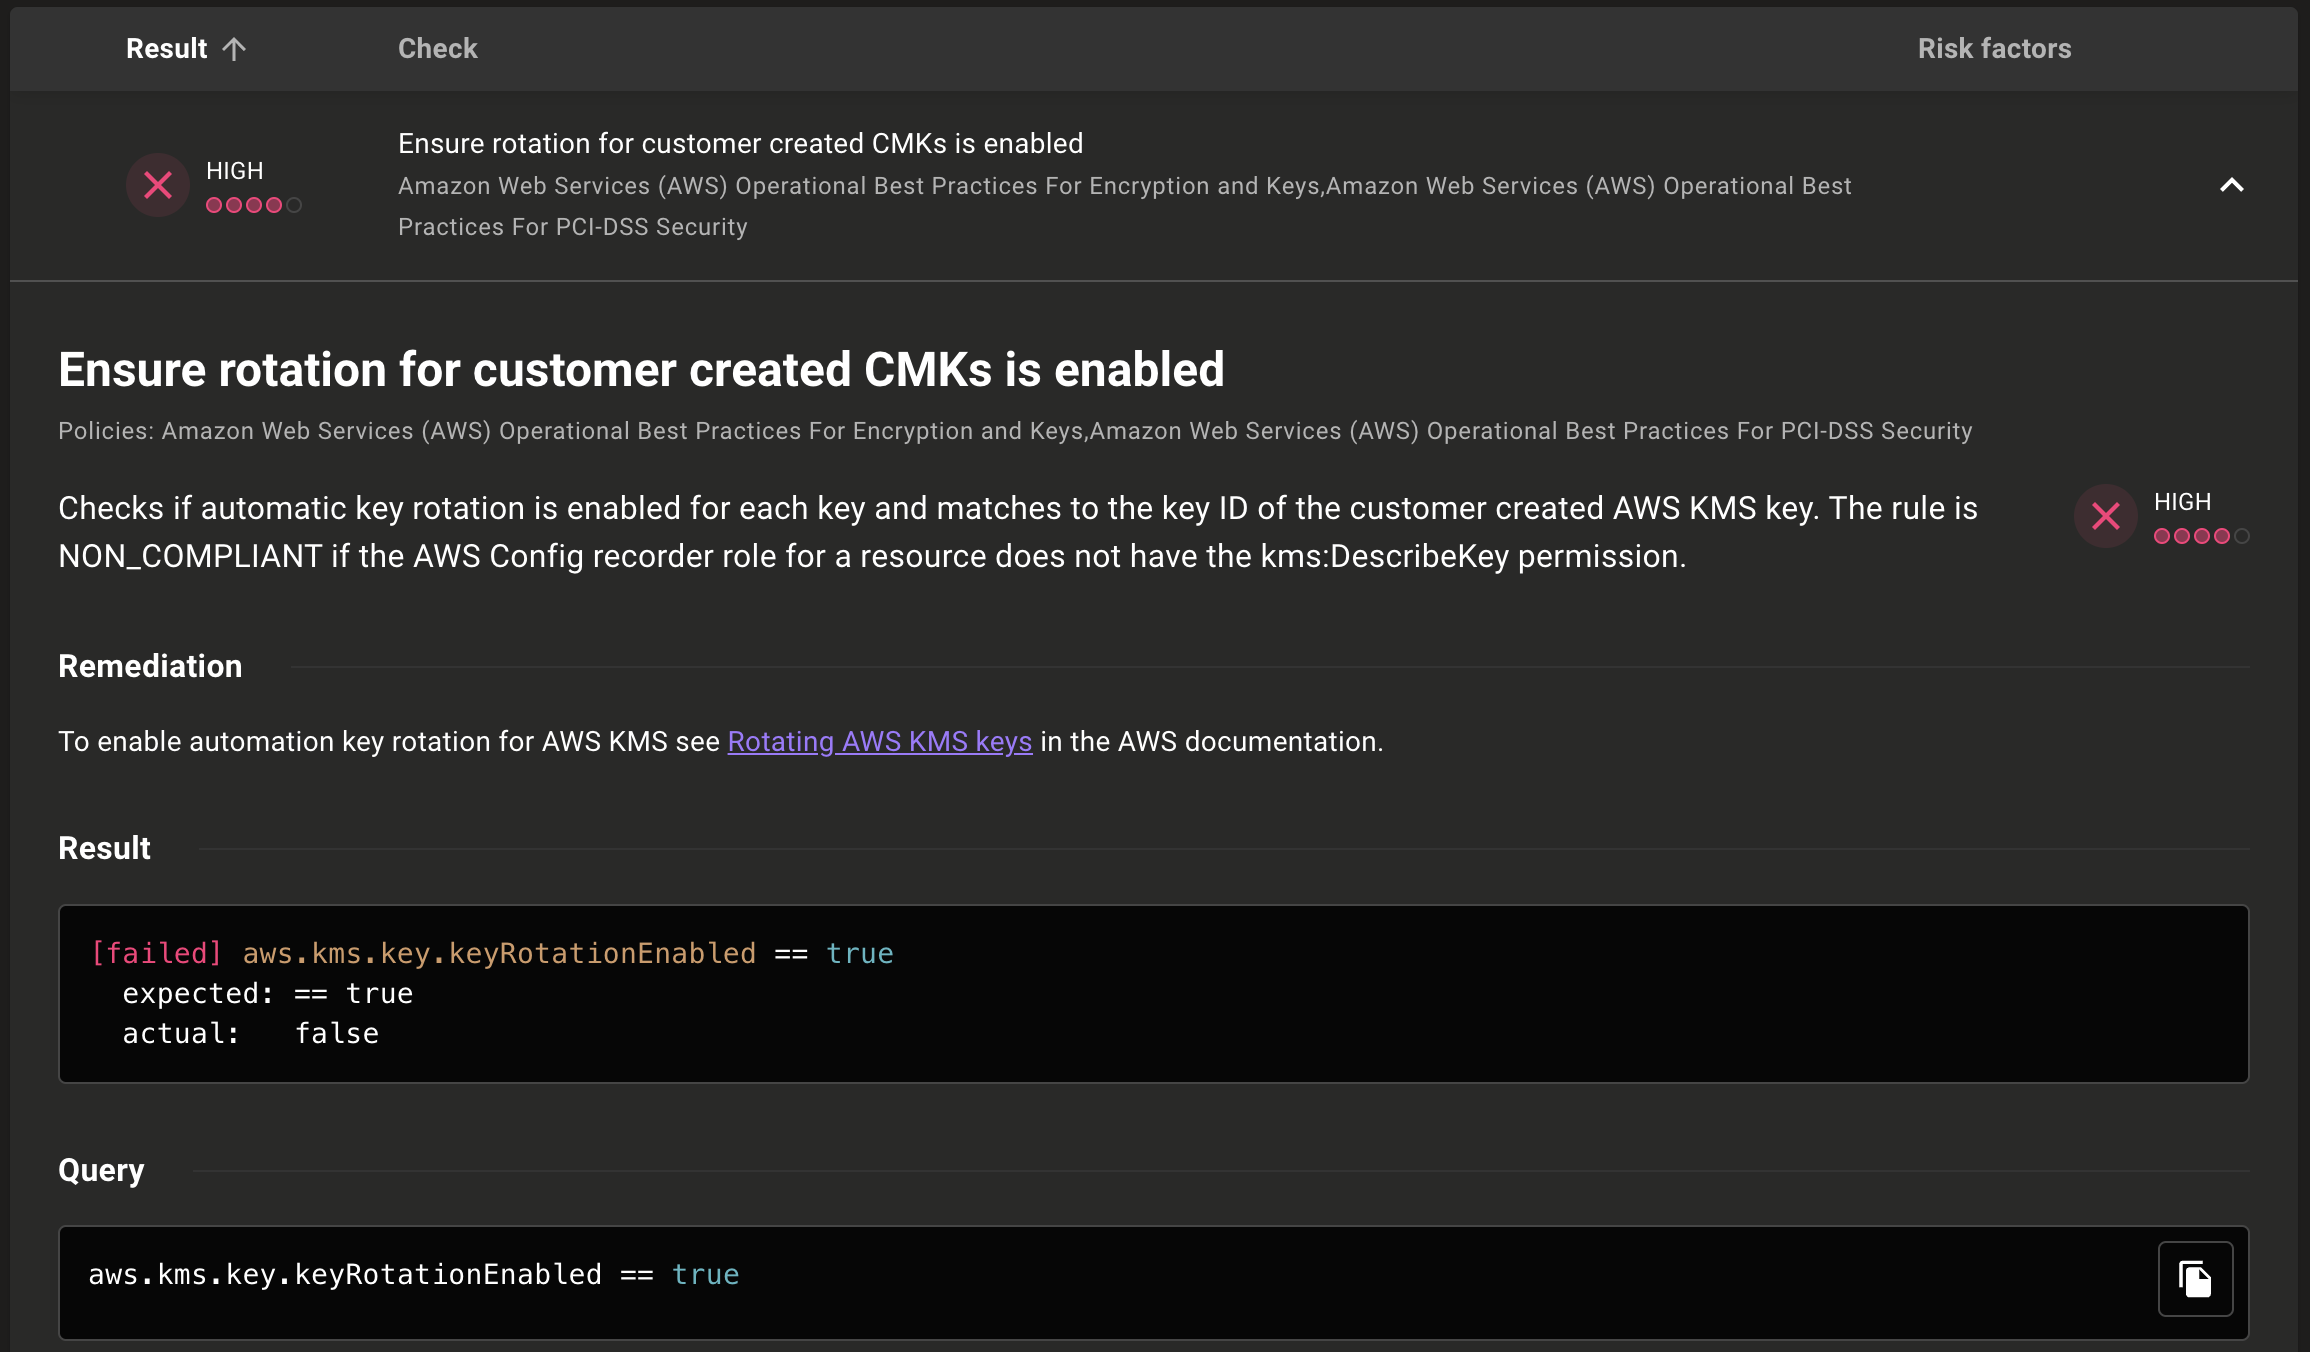 Result Check Risk factors
HIGH
Ensure rotation for customer created CMKs is enabled
Amazon Web Services (AWS) Operational Best Practices For Encryption and Keys,Amazon Web Services (AWS) Operational Best
Practices For PCI-DSS Security
Ensure rotation for customer created CMKs is enabled
Policies: Amazon Web Services (AWS) Operational Best Practices For Encryption and Keys,Amazon Web Services (AWS) Operational Best Practices For PCI-DSS Security
Checks if automatic key rotation is enabled for each key and matches to the key ID of the customer created AWS KMS key. The rule is
NON_COMPLIANT if the AWS Config recorder role for a resource does not have the kms:DescribeKey permission.
HIGH
Remediation
To enable automation key rotation for AWS KMS see Rotating AWS KMS keys in the AWS documentation.
Result
[failed] aws.kms.key.keyRotationEnabled == true
expected: == true
actual: false
Query
aws.kms.key.keyRotationEnabled == true